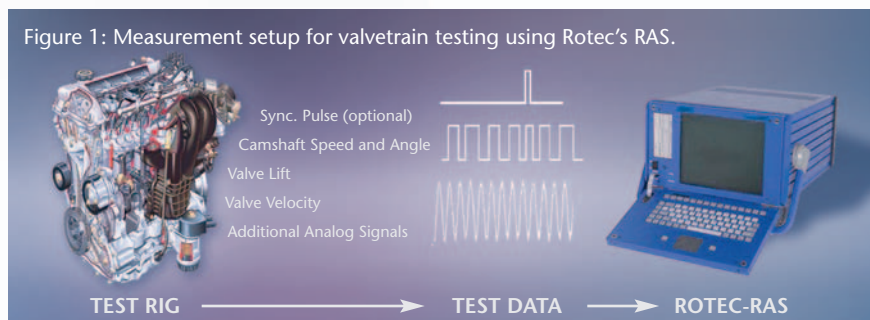 Figure 1: Measurement setup for valvetrain testing using Rotec's RAS.
Sync. Pulse (optional)
Camshaft Speed and Angle
Valve Lift
Valve Velocity
Additional Analog Signals
TEST RIG
TEST DATA
ROTEC-RAS